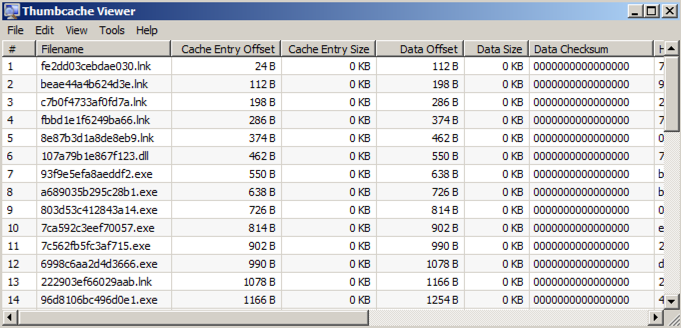 Thumbcache Viewer
File Edit View Tools Help
# Filename Cache Entry Offset Cache Entry Size Data Offset Data Size Data Checksum H
1 fe2dd03cebdae030.lnk 24 B 0 KB 112 B 0 KB 0000000000000000 7
2 beae44a4b624d3e.lnk 112 B 0 KB 198 B 0 KB 0000000000000000 9
3 c7b0f4733af0fd7a.lnk 198 B 0 KB 286 B 0 KB 0000000000000000 2
4 fbbd1e1f6249ba66.lnk 286 B 0 KB 374 B 0 KB 0000000000000000 7
5 8e87b3d1a8de8eb9.lnk 374 B 0 KB 462 B 0 KB 0000000000000000 0
6 107a79b1e867f123.dll 462 B 0 KB 550 B 0 KB 0000000000000000 7
7 93f9e5efa8aeddf2.exe 550 B 0 KB 638 B 0 KB 0000000000000000 b
8 a689035b295c28b1.exe 638 B 0 KB 726 B 0 KB 0000000000000000 b
9 803d53c412843a14.exe 726 B 0 KB 814 B 0 KB 0000000000000000 0
10 7ca592c3eef70057.exe 814 B 0 KB 902 B 0 KB 0000000000000000 e
11 7c562fb5fc3af715.exe 902 B 0 KB 990 B 0 KB 0000000000000000 2
12 6998c6aa2d4d3666.exe 990 B 0 KB 1078 B 0 KB 0000000000000000 d
13 222903ef66029aab.lnk 1078 B 0 KB 1166 B 0 KB 0000000000000000 2
14 96d8106bc496d0e1.exe 1166 B 0 KB 1254 B 0 KB 0000000000000000 4